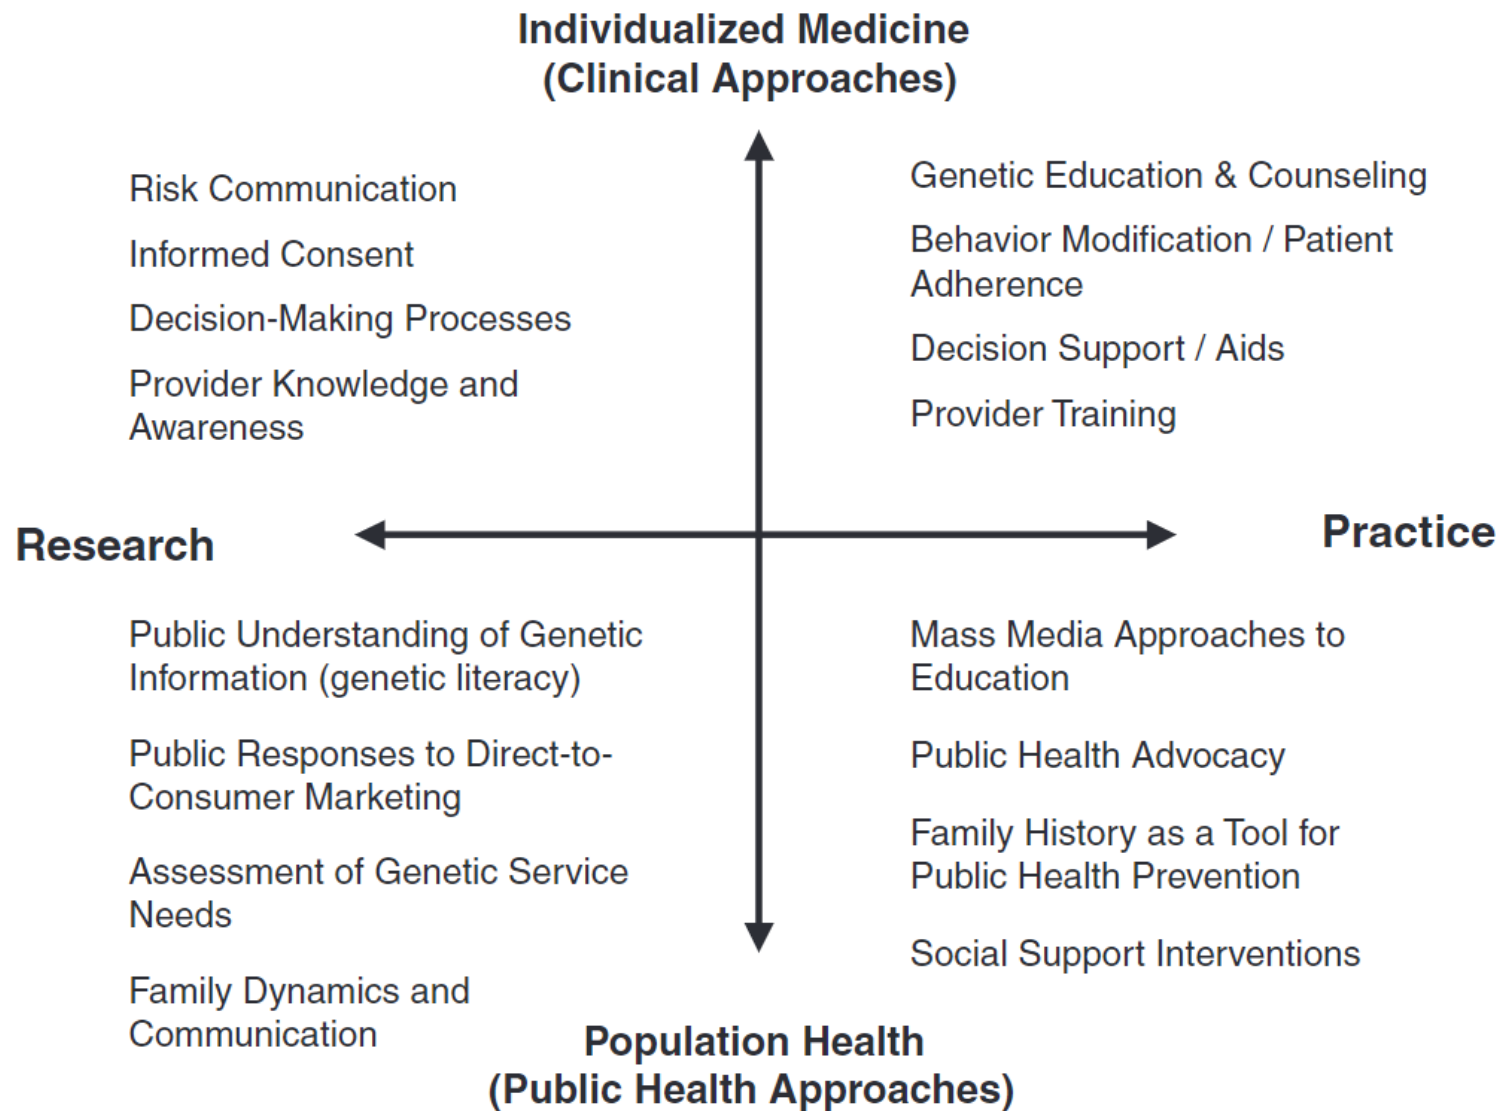 Individualized Medicine
(Clinical Approaches)
Risk Communication
Informed Consent
Decision-Making Processes
Provider Knowledge and
Awareness
Genetic Education & Counseling
Behavior Modification / Patient
Adherence
Decision Support / Aids
Provider Training
Research
Practice
Public Understanding of Genetic
Information (genetic literacy)
Public Responses to Direct-to-
Consumer Marketing
Assessment of Genetic Service
Needs
Family Dynamics and
Communication
Mass Media Approaches to
Education
Public Health Advocacy
Family History as a Tool for
Public Health Prevention
Social Support Interventions
Population Health
(Public Health Approaches)